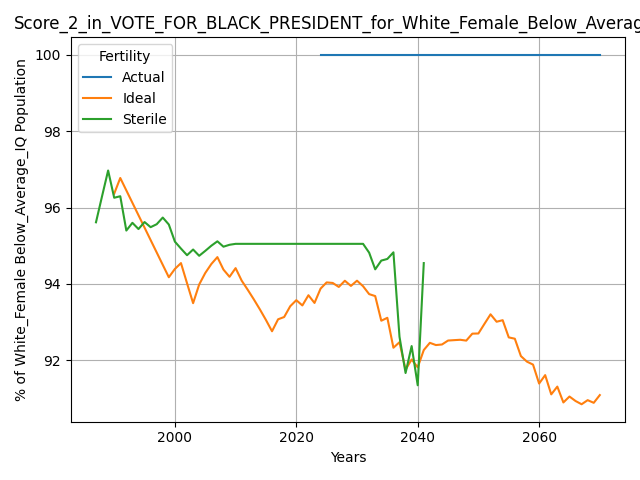 Score_2_in_VOTE_FOR_BLACK_PRESIDENT_for_White_Female_Below_Averag
Fertility
Actual
Ideal
Sterile
% of White_Female Below_Average_IQ Population
100
98
96
94
92
2000
2020
2040
2060
Years